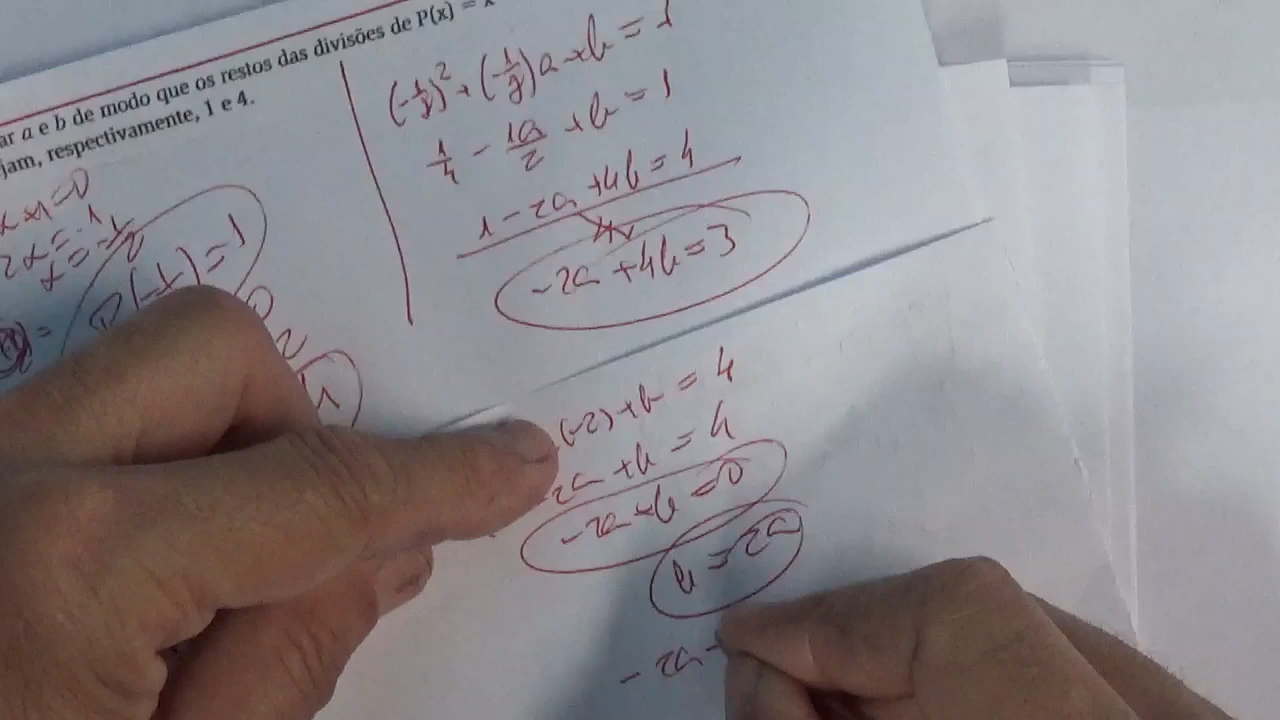 ar a e b de modo que os restos das divisões de P(x) =
jam, respectivamente, 1 e 4.
x+1=0
2x=-1
x=-1/2
P(-1/2)=1
(-1/2)²+(-1/2)a+b=1
1/4 - 1a/2 +b=1
1-2a+4b=4
-2a+4b=3
(-2)+b=4
2a+b=4
-2a+b=0
b=2a
-2a+